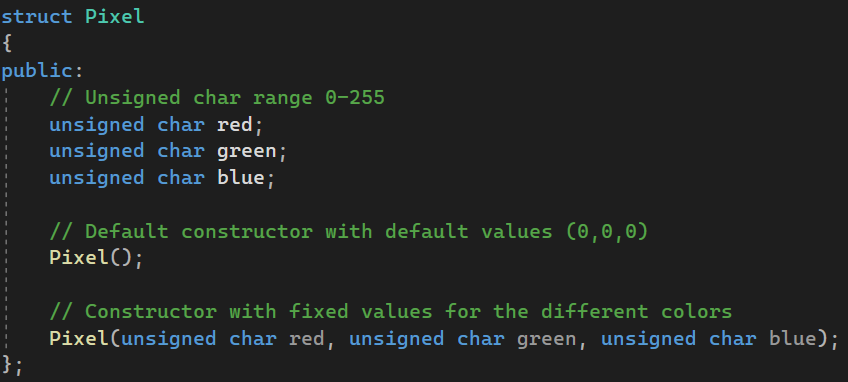 struct Pixel
{
public:
    // Unsigned char range 0-255
    unsigned char red;
    unsigned char green;
    unsigned char blue;

    // Default constructor with default values (0,0,0)
    Pixel();

    // Constructor with fixed values for the different colors
    Pixel(unsigned char red, unsigned char green, unsigned char blue);
};